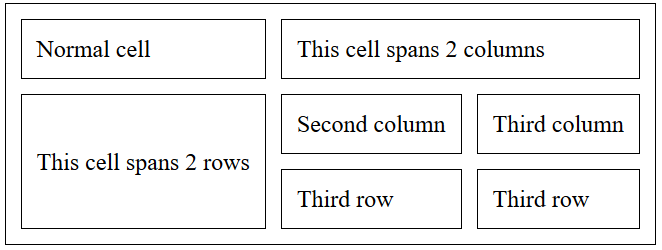 Normal cell
This cell spans 2 columns
This cell spans 2 rows
Second column
Third column
Third row
Third row